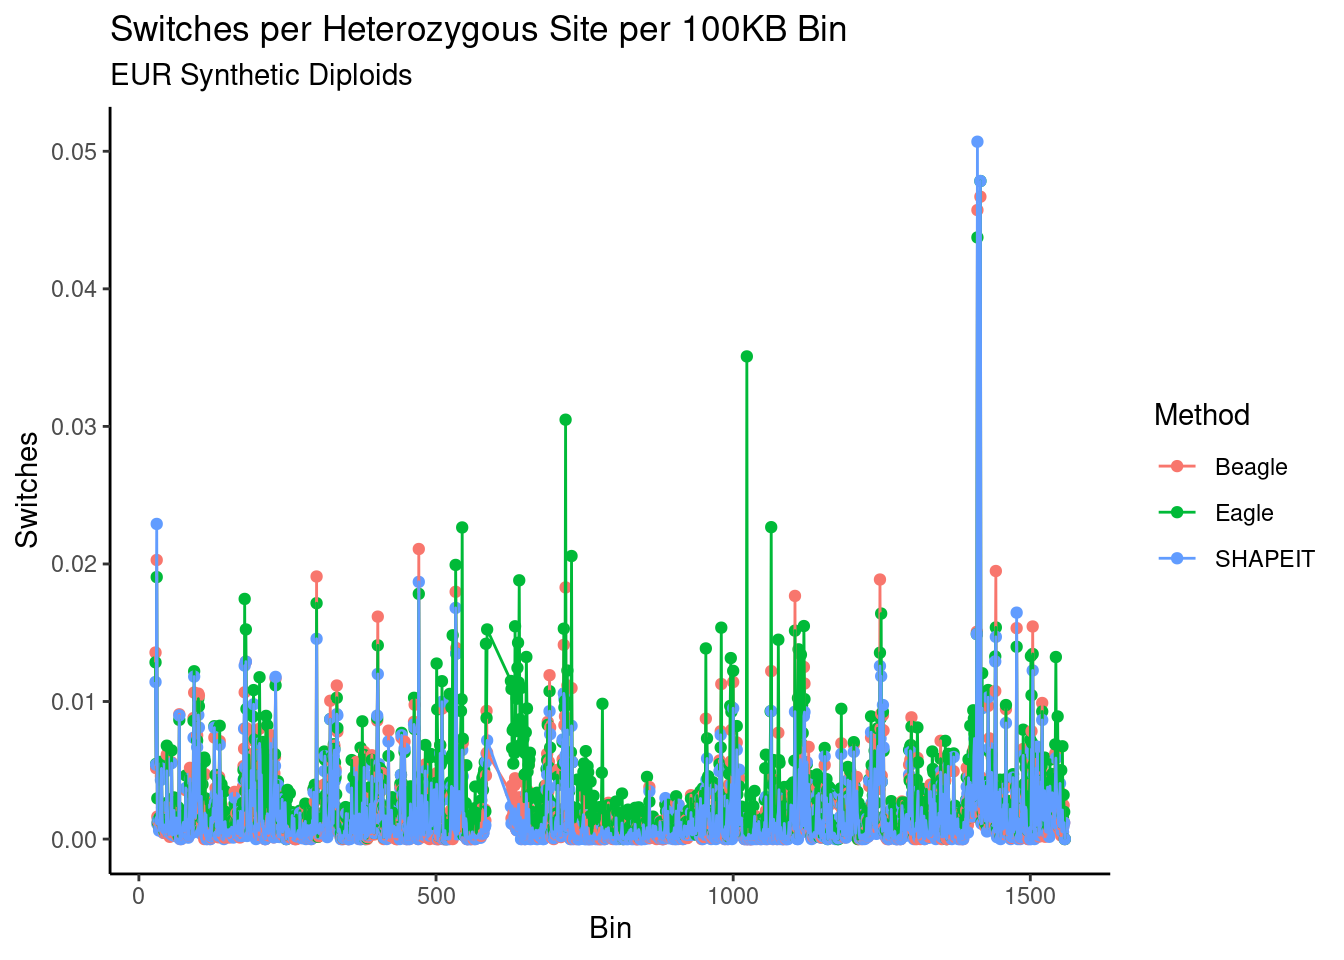 Switches per Heterozygous Site per 100KB Bin
EUR Synthetic Diploids
0.05
0.04
0.03
0.02
0.01
0.00
Switches
0
500
1000
1500
Bin
Method
Beagle
Eagle
SHAPEIT